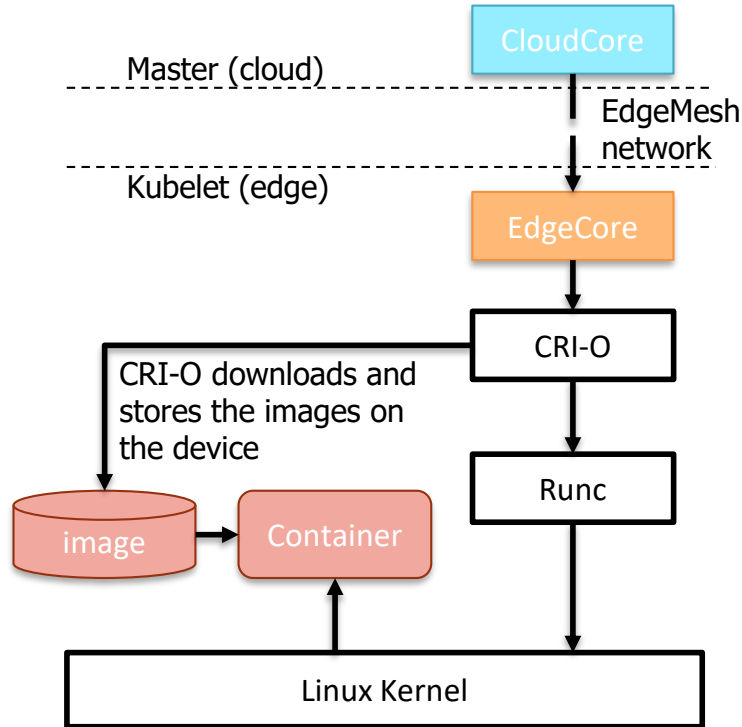 CloudCore
Master (cloud)
EdgeMesh
network
Kubelet (edge)
EdgeCore
CRI-O
CRI-O downloads and
stores the images on
the device
Runc
image
Container
Linux Kernel